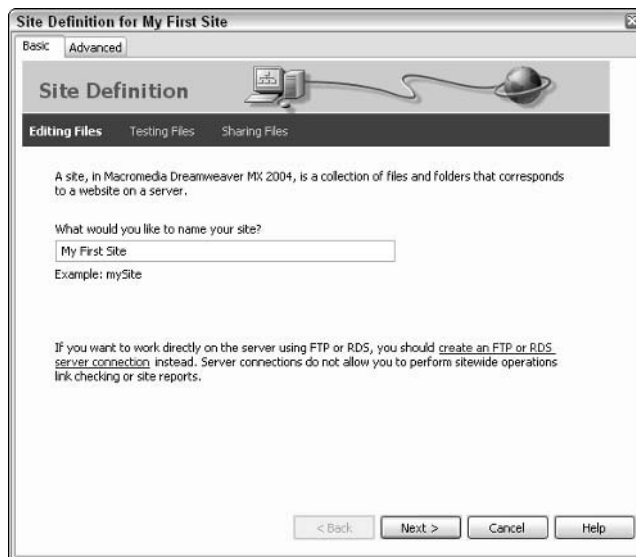 Site Definition for My First Site
Basic
Advanced
Site Definition
Editing Files
Testing Files
Sharing Files
A site, in Macromedia Dreamweaver MX 2004, is a collection of files and folders that corresponds
to a website on a server.
What would you like to name your site?
My First Site
Example: mySite
If you want to work directly on the server using FTP or RDS, you should create an FTP or RDS
server connection instead. Server connections do not allow you to perform sitewide operations
link checking or site reports.
< Back
Next >
Cancel
Help